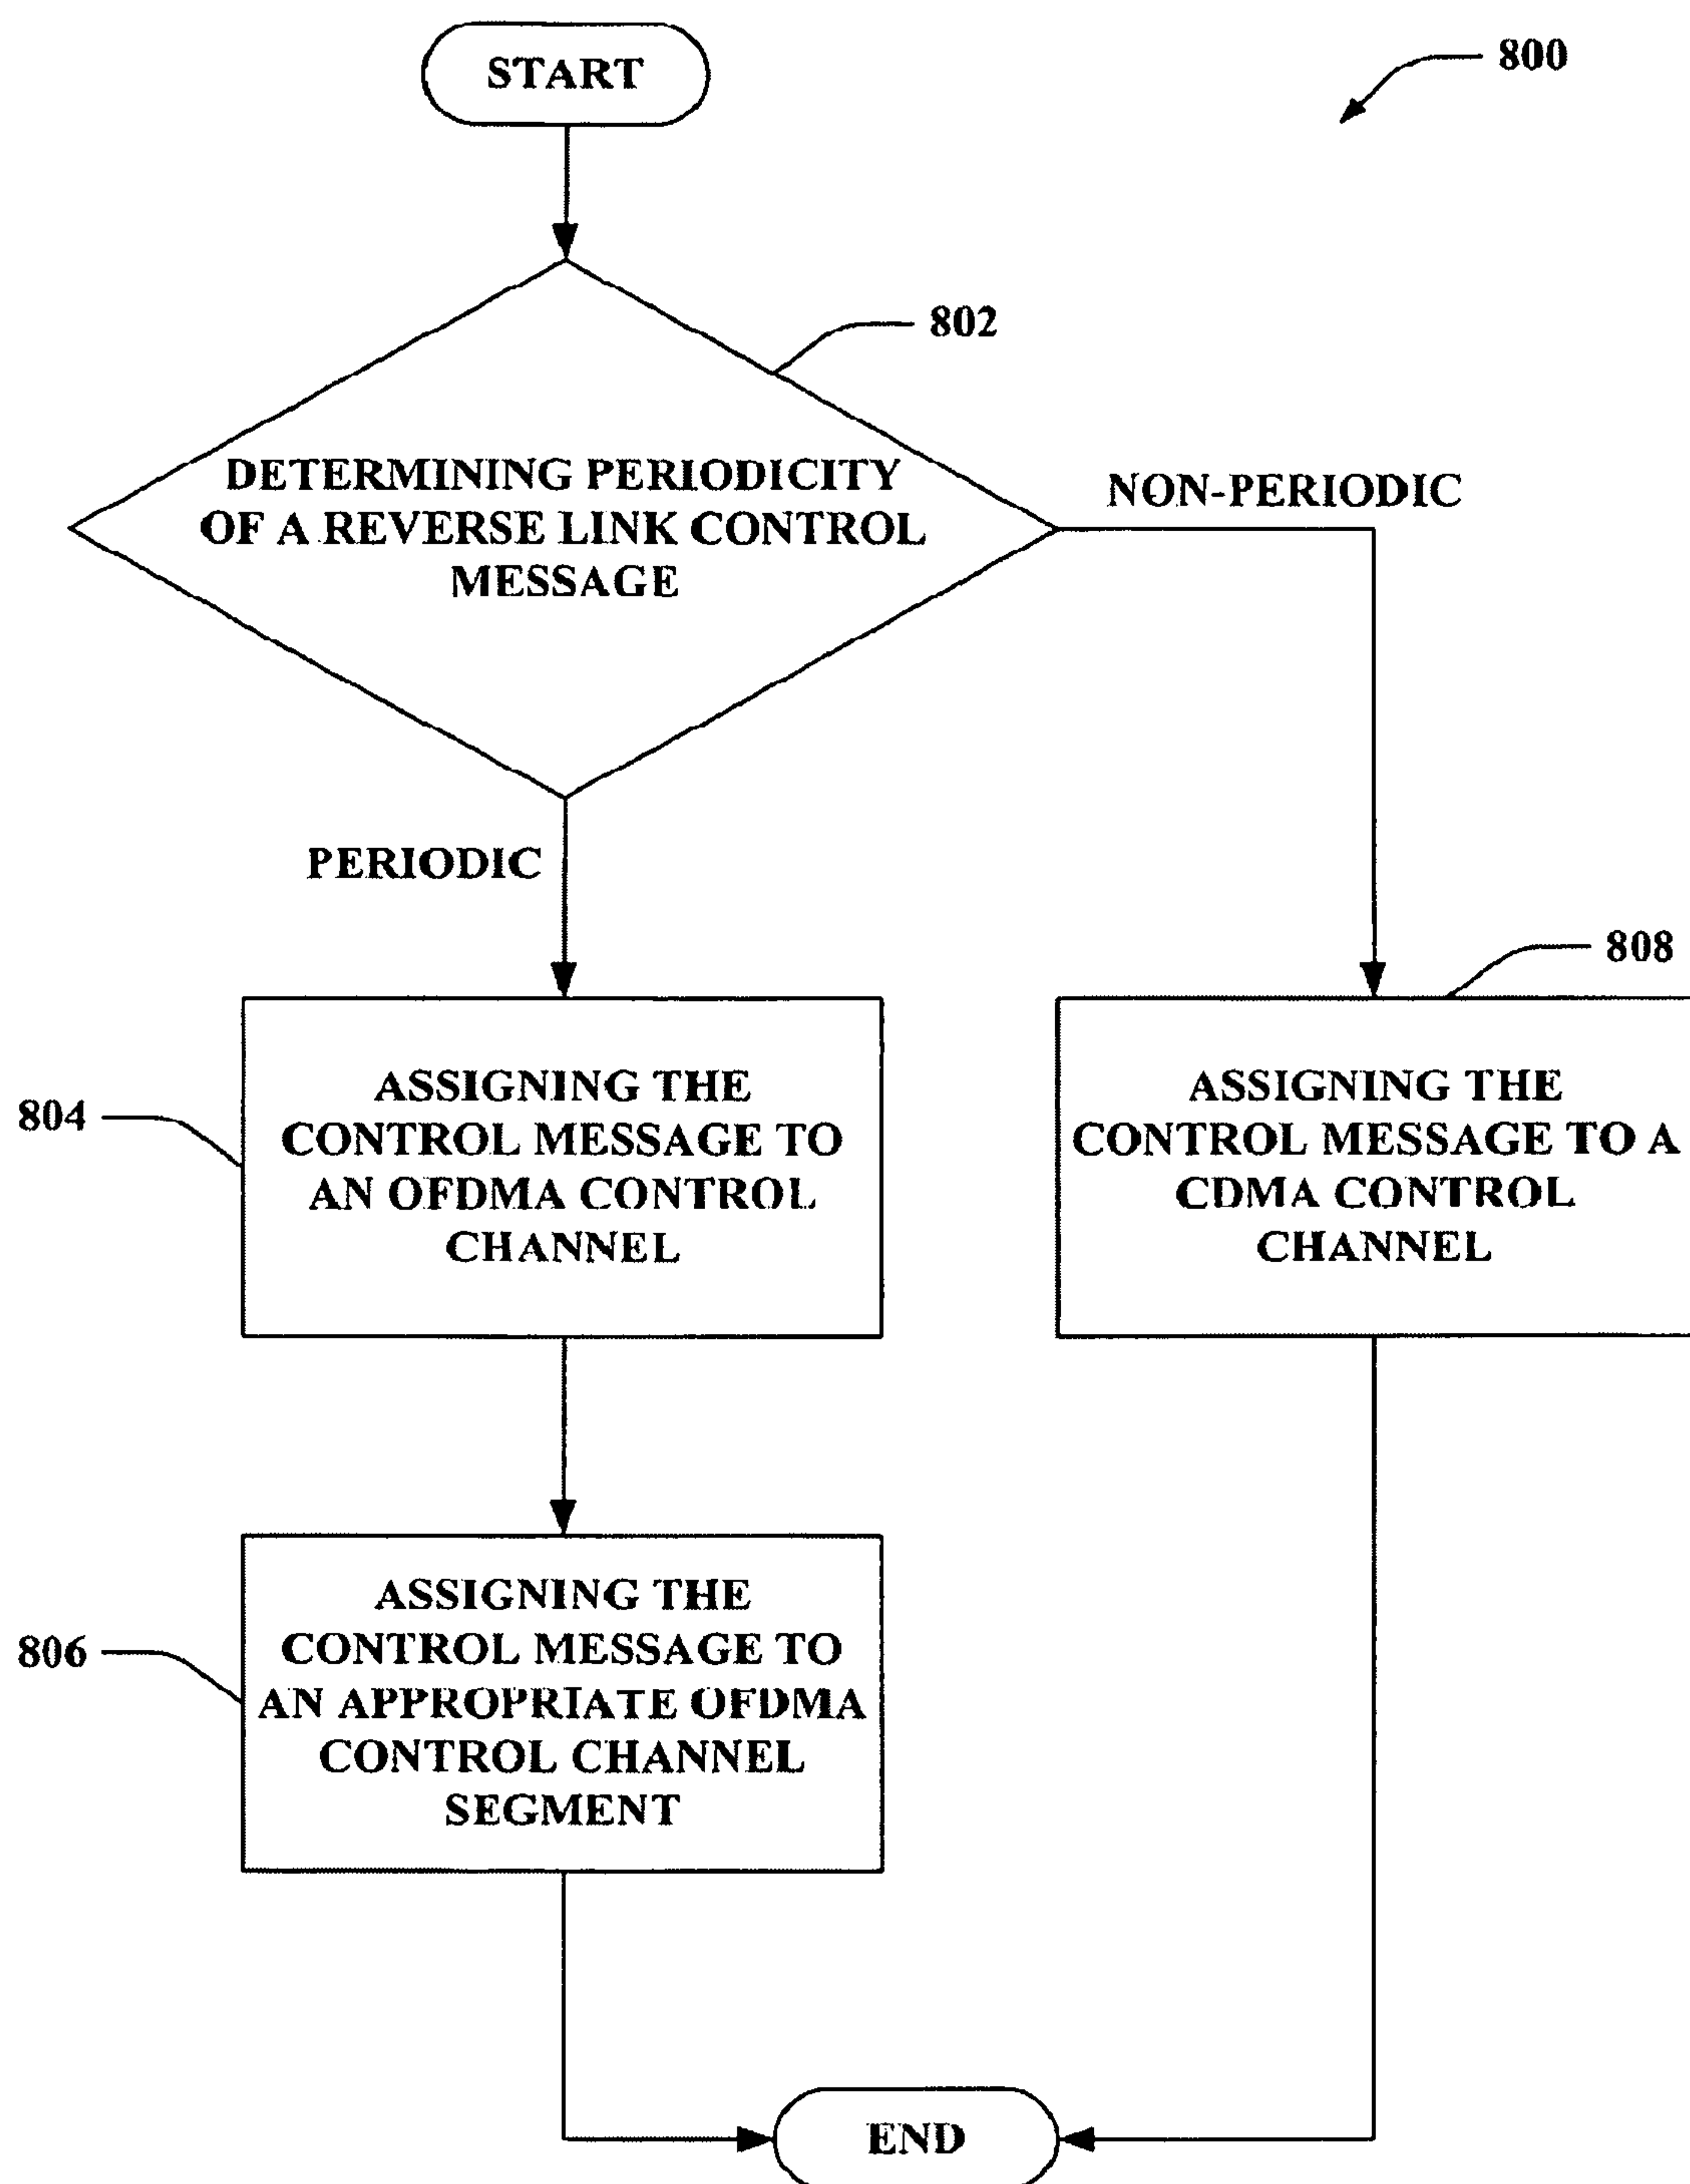 START
800
802
DETERMINING PERIODICITY
OF A REVERSE LINK CONTROL
MESSAGE
NON-PERIODIC
PERIODIC
804
ASSIGNING THE
CONTROL MESSAGE TO
AN OFDMA CONTROL
CHANNEL
808
ASSIGNING THE
CONTROL MESSAGE TO A
CDMA CONTROL
CHANNEL
806
ASSIGNING THE
CONTROL MESSAGE TO
AN APPROPRIATE OFDMA
CONTROL CHANNEL
SEGMENT
END